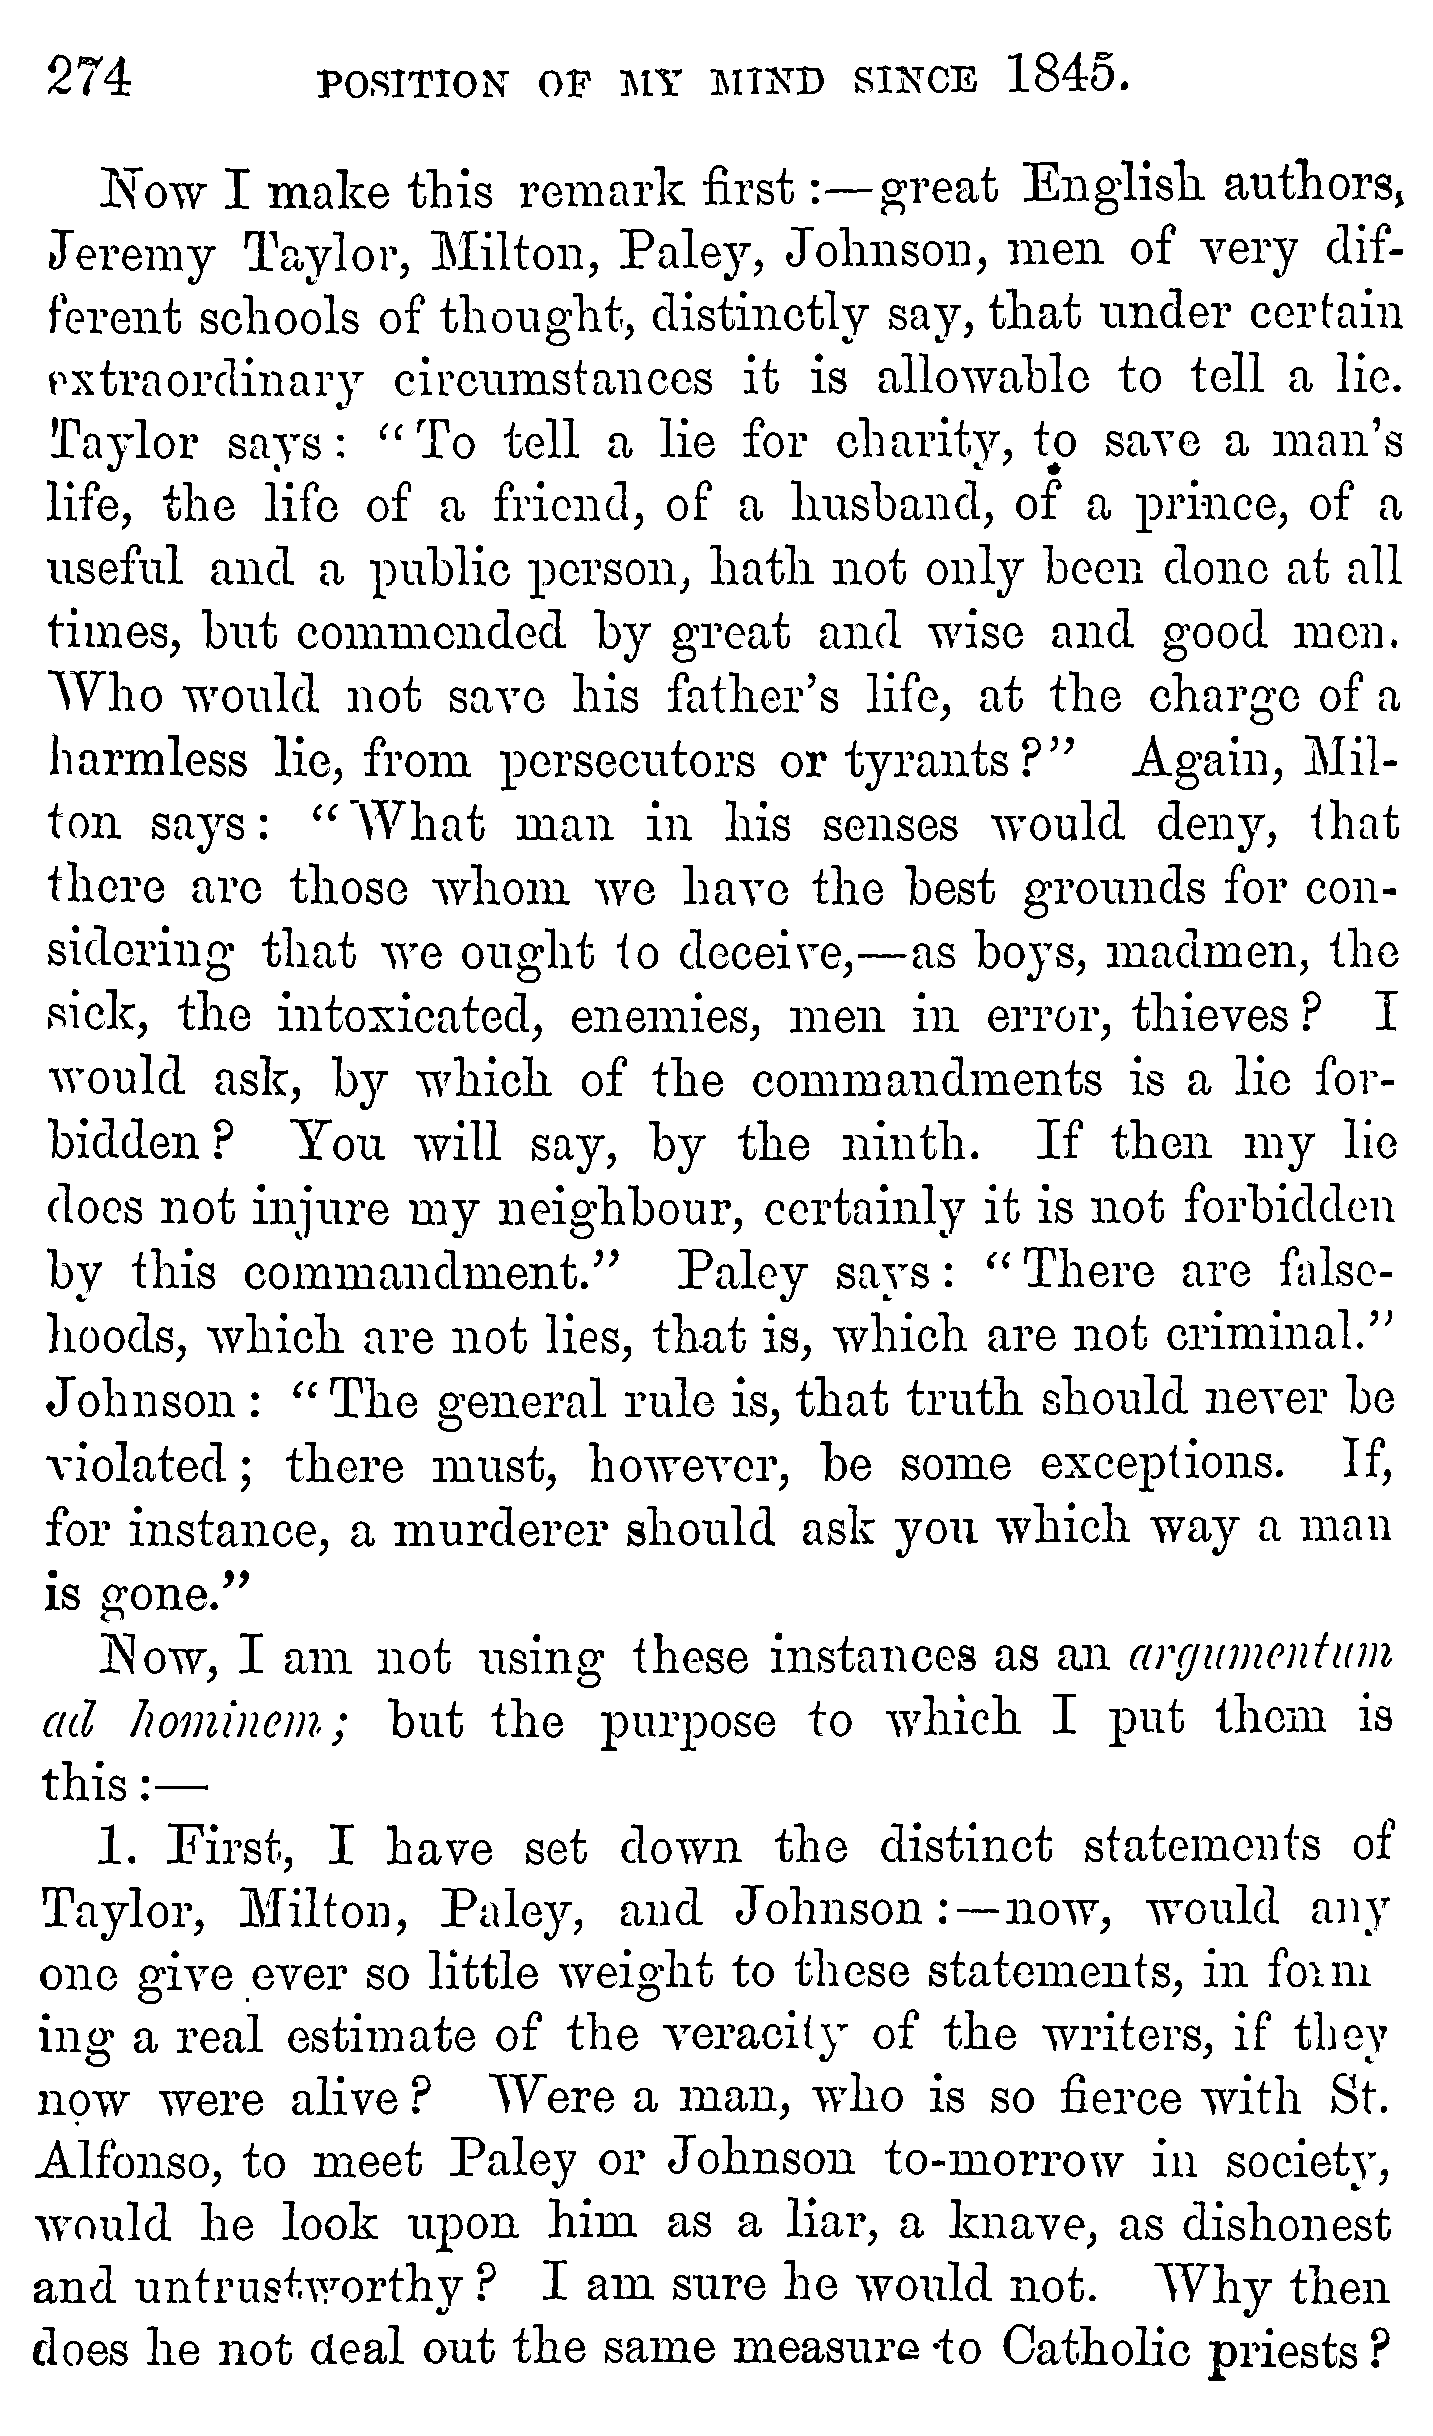 274 POSITION OF MY MIND SINCE 1845.
Now I make this remark first :—great English authors,
Jeremy Taylor, Milton, Paley, Johnson, men of very dif-
ferent schools of thought, distinctly say, that under certain
extraordinary circumstances it is allowable to tell a lie.
Taylor says: "To tell a lie for charity, to save a man's
life, the life of a friend, of a husband, of a prince, of a
useful and a public person, hath not only been done at all
times, but commended by great and wise and good men.
Who would not save his father's life, at the charge of a
harmless lie, from persecutors or tyrants?" Again, Mil-
ton says: "What man in his senses would deny, that
there are those whom we have the best grounds for con-
sidering that we ought to deceive,—as boys, madmen, the
sick, the intoxicated, enemies, men in error, thieves? I
would ask, by which of the commandments is a lie for-
bidden? You will say, by the ninth. If then my lie
does not injure my neighbour, certainly it is not forbidden
by this commandment." Paley says: "There are false-
hoods, which are not lies, that is, which are not criminal."
Johnson: "The general rule is, that truth should never be
violated; there must, however, be some exceptions. If,
for instance, a murderer should ask you which way a man
is gone."
Now, I am not using these instances as an argumentum
ad hominem; but the purpose to which I put them is
this:—
1. First, I have set down the distinct statements of
Taylor, Milton, Paley, and Johnson:—now, would any
one give ever so little weight to these statements, in form
ing a real estimate of the veracity of the writers, if they
now were alive? Were a man, who is so fierce with St.
Alfonso, to meet Paley or Johnson to-morrow in society,
would he look upon him as a liar, a knave, as dishonest
and untrustworthy? I am sure he would not. Why then
does he not deal out the same measure to Catholic priests?